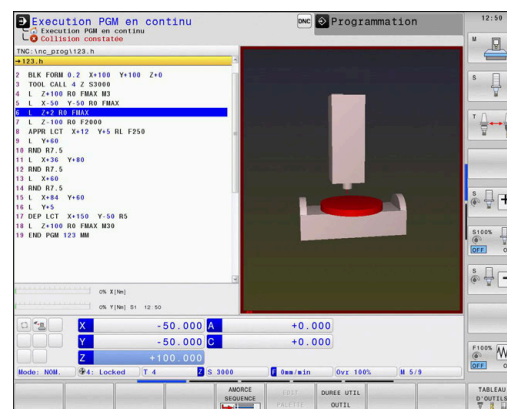 Execution PGM en continu
Execution PGM en continu
Collision constatée
DNC
Programmation
12:50
TNC:\nc_prog\123.h
→123.h
2 BLK FORM 0.2 X+100 Y+100 Z+0
3 TOOL CALL 4 Z S3000
4 L Z+100 R0 FMAX M3
5 L X-50 Y-50 R0 FMAX
6 L Z+2 R0 FMAX
7 L Z-100 R0 F2000
8 APPR LCT X+12 Y+5 RL F250
9 L Y+60
10 RND R7.5
11 L X+36 Y+80
12 RND R7.5
13 L X+60
14 RND R7.5
15 L X+84 Y+60
16 L Y+5
17 DEP LCT X+150 Y-50 R5
18 L Z+100 R0 FMAX M30
19 END PGM 123 MM
0% X[Nm]
0% Y[Nm] S1 12:50
X -50.000 A +0.000
Y -50.000 C +0.000
Z +100.000
Mode: NOM. 4: Locked T 4 Z S 3000 F 0mm/min Ovr 100% M 5/9
M
S
T
S
S100%
OFF
S
F100%
OFF
AMORCE SEQUENCE
EDIT PALETTE
DUREE UTIL OUTIL
TABLEAU D'OUTILS